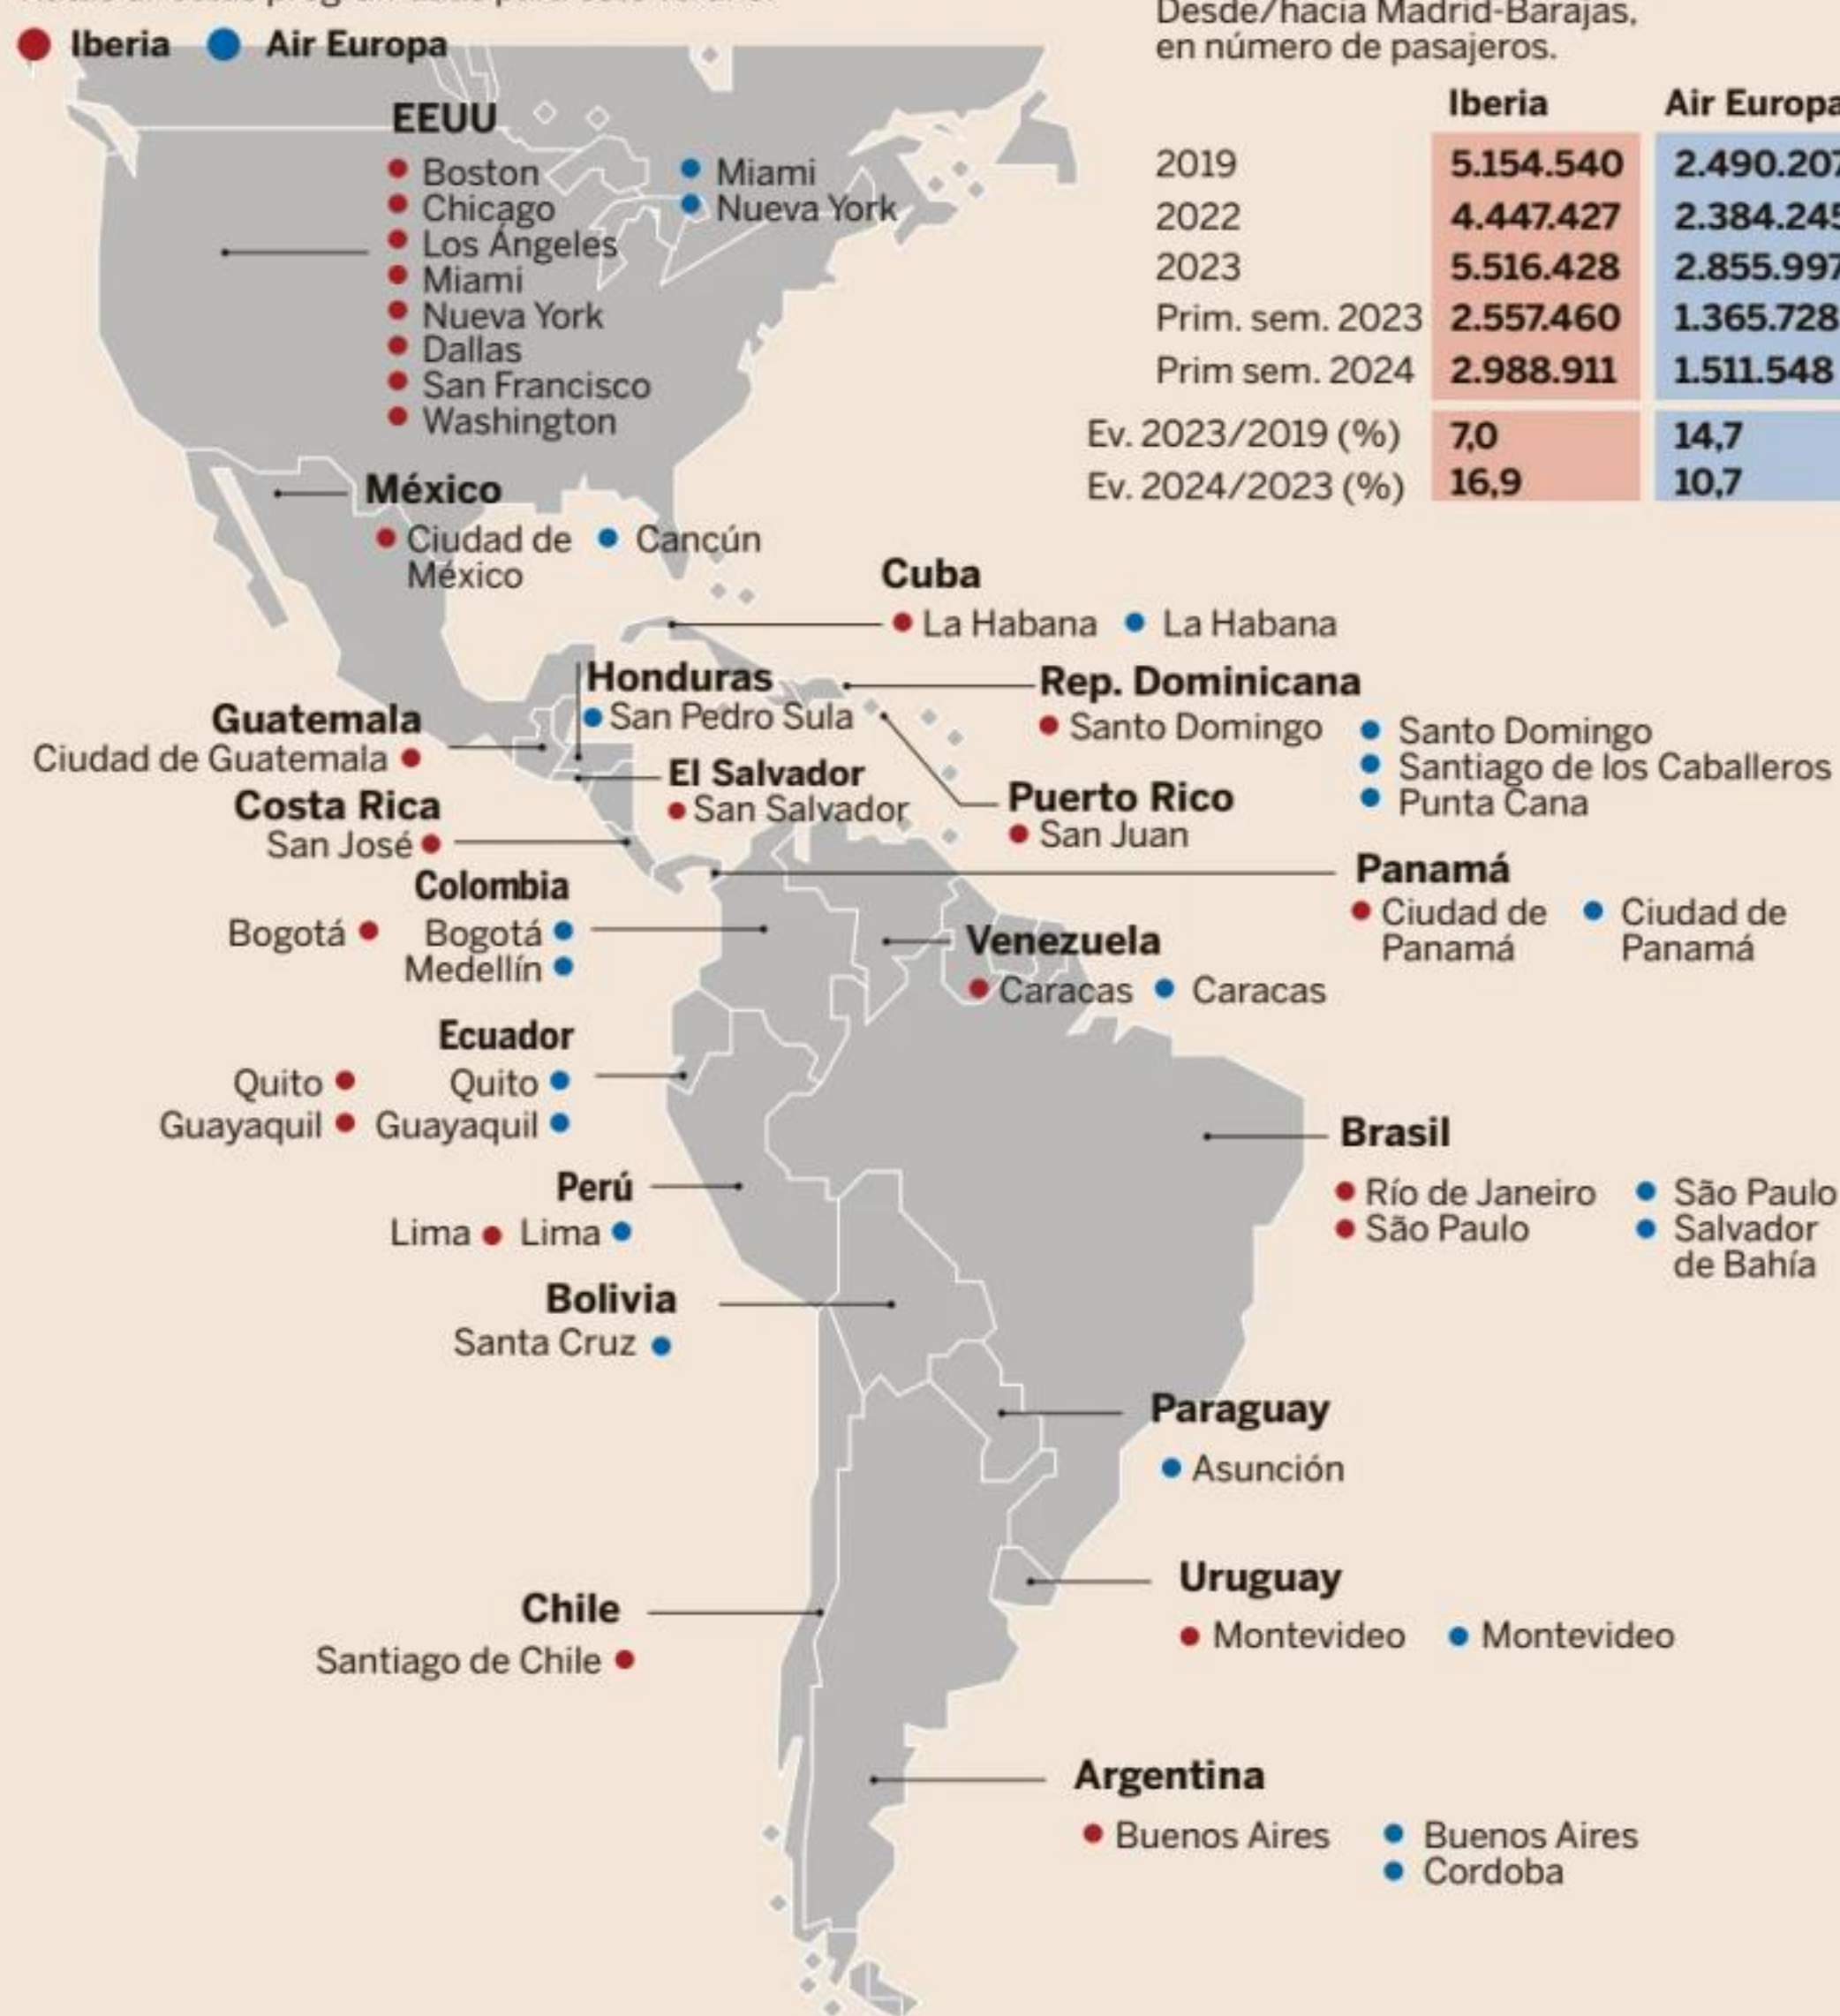 Iberia Air Europa
Desde/hacia Madrid-Barajas,
en número de pasajeros.
Iberia Air Europa
2019 5.154.540 2.490.207
2022 4.447.427 2.384.245
2023 5.516.428 2.855.997
Prim. sem. 2023 2.557.460 1.365.728
Prim sem. 2024 2.988.911 1.511.548
Ev. 2023/2019 (%) 7,0 14,7
Ev. 2024/2023 (%) 16,9 10,7
EEUU
Boston Miami
Chicago Nueva York
Los Ángeles
Miami
Nueva York
Dallas
San Francisco
Washington
México
Ciudad de Cancún
México
Cuba
La Habana La Habana
Honduras
San Pedro Sula
Rep. Dominicana
Santo Domingo Santo Domingo
Santiago de los Caballeros
Punta Cana
Guatemala
Ciudad de Guatemala
El Salvador
San Salvador
Puerto Rico
San Juan
Costa Rica
San José
Panamá
Ciudad de Ciudad de
Panamá Panamá
Colombia
Bogotá Bogotá
Medellín
Venezuela
Caracas Caracas
Ecuador
Quito Quito
Guayaquil Guayaquil
Brasil
Río de Janeiro São Paulo
São Paulo Salvador
de Bahía
Perú
Lima Lima
Bolivia
Santa Cruz
Paraguay
Asunción
Uruguay
Montevideo Montevideo
Chile
Santiago de Chile
Argentina
Buenos Aires Buenos Aires
Cordoba